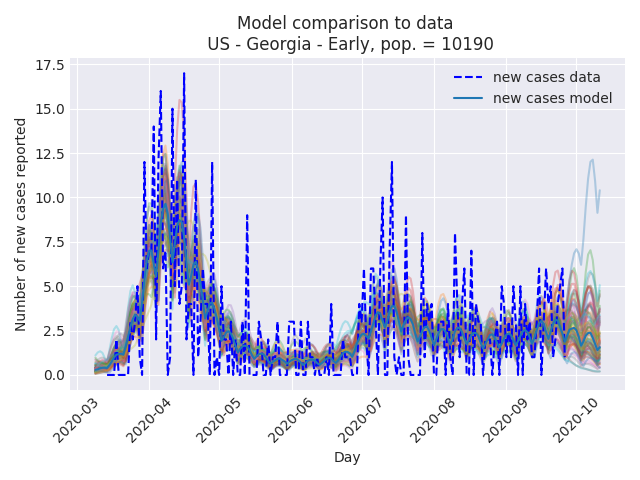 Model comparison to data
US - Georgia - Early, pop. = 10190
17.5
15.0
12.5
10.0
7.5
5.0
2.5
0.0
Number of new cases reported
new cases data
new cases model
2020-03
2020-04
2020-05
2020-06
2020-07
2020-08
2020-09
2020-10
Day